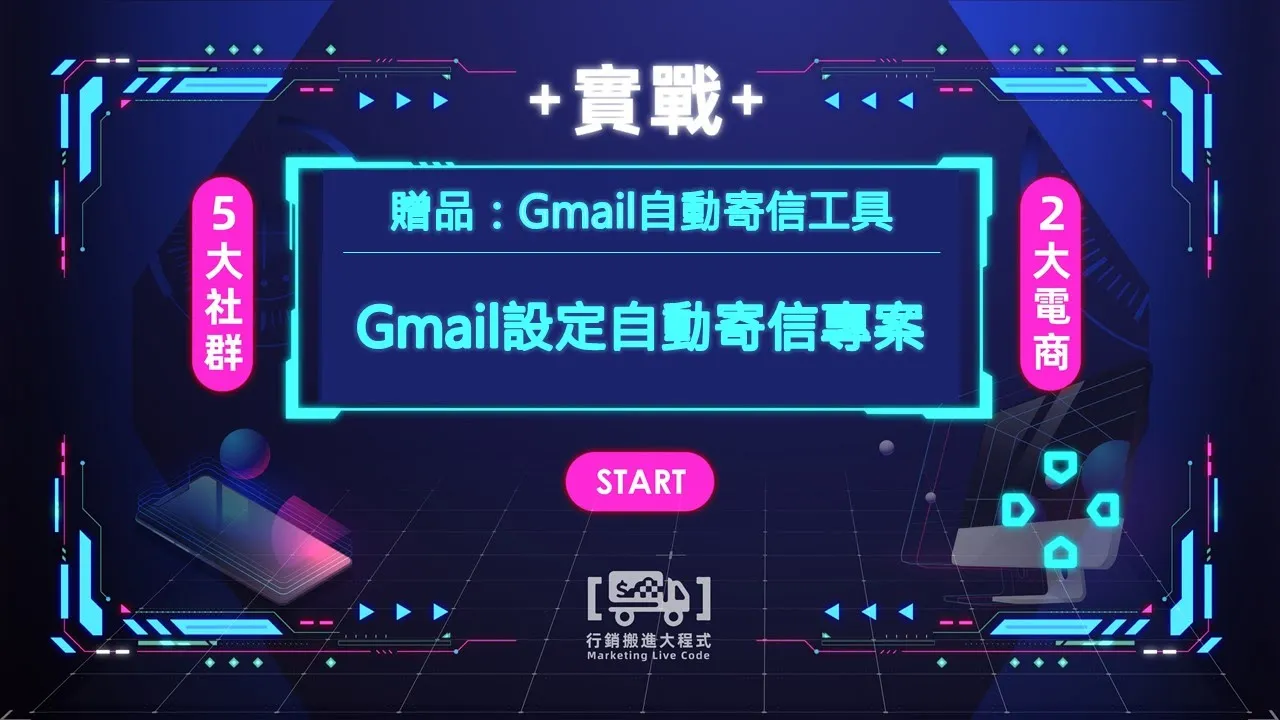 +實戰+
贈品：Gmail自動寄信工具
Gmail設定自動寄信專案
5大社群
2大電商
START
行銷搬進大程式
Marketing Live Code